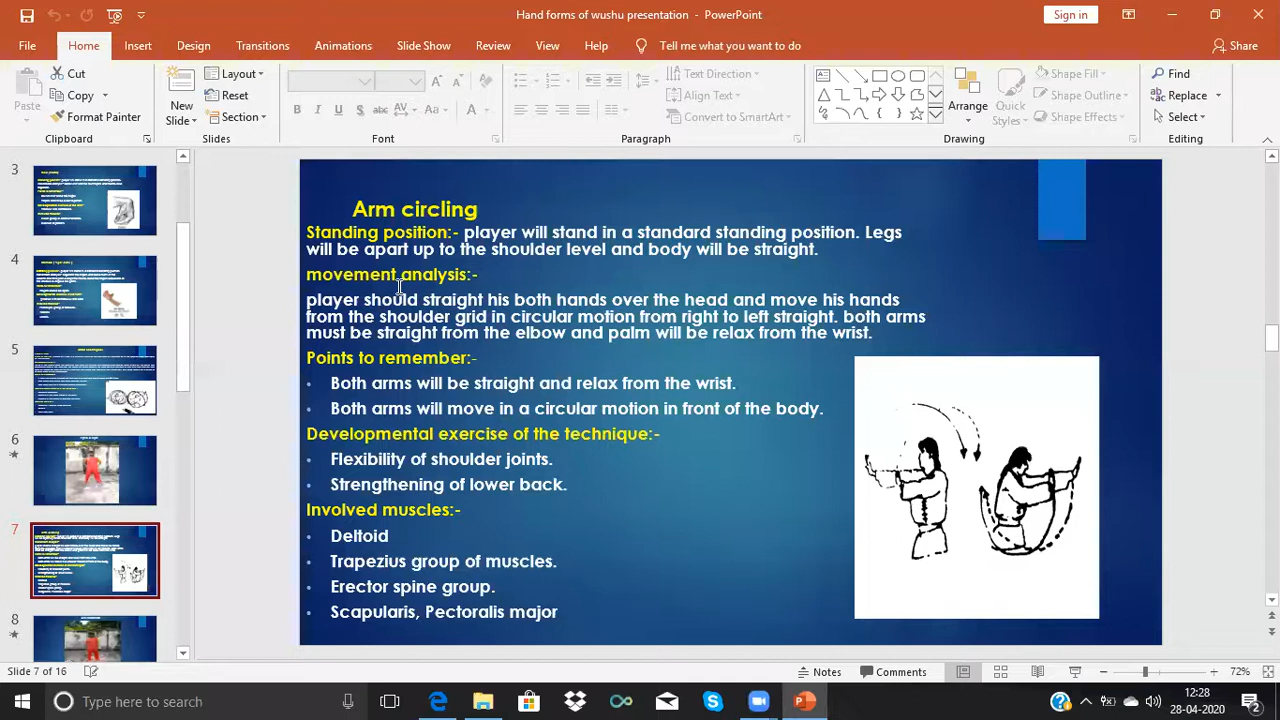 Hand forms of wushu presentation - PowerPoint
Sign in
File Home Insert Design Transitions Animations Slide Show Review View Help Tell me what you want to do Share
Paste
Cut
Copy
Format Painter
Clipboard
New Slide
Layout
Reset
Section
Slides
Font
Text Direction
Align Text
Convert to SmartArt
Paragraph
Arrange
Quick Styles
Shape Fill
Shape Outline
Shape Effects
Drawing
Find
Replace
Select
Editing
3
4
5
6
7
8
Arm circling
Standing position:- player will stand in a standard standing position. Legs
will be apart up to the shoulder level and body will be straight.
movement analysis:-
player should straight his both hands over the head and move his hands
from the shoulder grid in circular motion from right to left straight. both arms
must be straight from the elbow and palm will be relax from the wrist.
Points to remember:-
• Both arms will be straight and relax from the wrist.
• Both arms will move in a circular motion in front of the body.
Developmental exercise of the technique:-
• Flexibility of shoulder joints.
• Strengthening of lower back.
Involved muscles:-
• Deltoid
• Trapezius group of muscles.
• Erector spine group.
• Scapularis, Pectoralis major
Slide 7 of 16
Notes
Comments
72%
Type here to search
12:28
28-04-2020
2